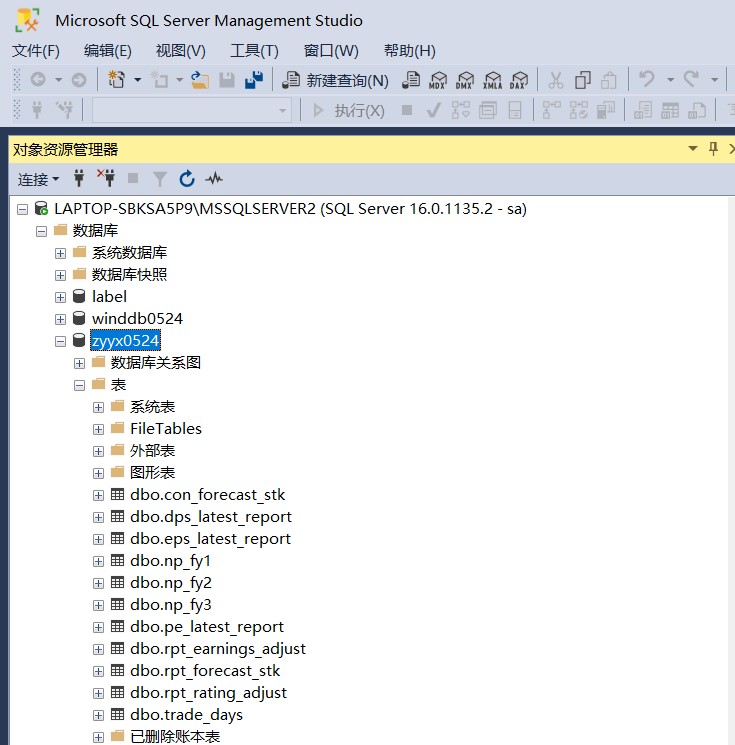 Microsoft SQL Server Management Studio
文件(F) 编辑(E) 视图(V) 工具(T) 窗口(W) 帮助(H)
新建查询(N) MDX DMX XMLA DAX
执行(X)
对象资源管理器
连接
LAPTOP-SBKSA5P9\MSSQLSERVER2 (SQL Server 16.0.1135.2 - sa)
数据库
系统数据库
数据库快照
label
winddb0524
zyyx0524
数据库关系图
表
系统表
FileTables
外部表
图形表
dbo.con_forecast_stk
dbo.dps_latest_report
dbo.eps_latest_report
dbo.np_fy1
dbo.np_fy2
dbo.np_fy3
dbo.pe_latest_report
dbo.rpt_earnings_adjust
dbo.rpt_forecast_stk
dbo.rpt_rating_adjust
dbo.trade_days
已删除账本表